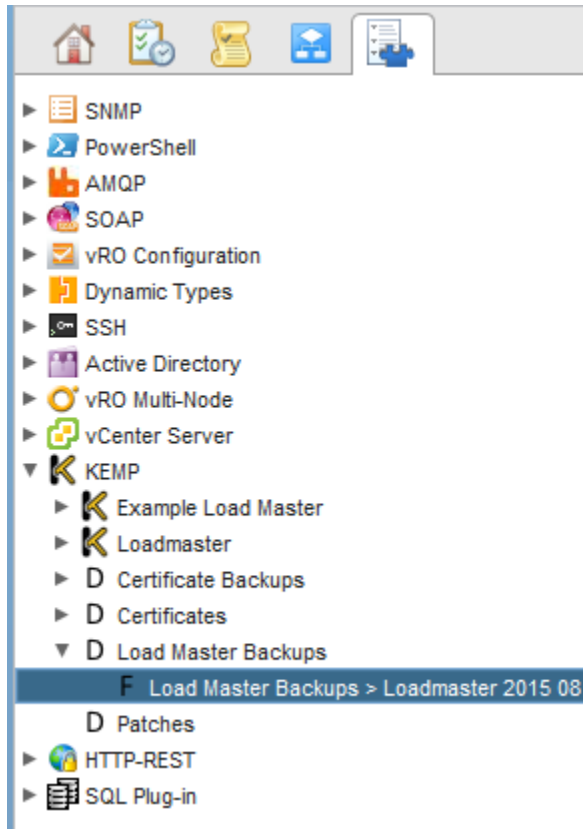 SNMP
PowerShell
AMQP
SOAP
vRO Configuration
Dynamic Types
SSH
Active Directory
vRO Multi-Node
vCenter Server
KEMP
Example Load Master
Loadmaster
D Certificate Backups
D Certificates
D Load Master Backups
F Load Master Backups > Loadmaster 2015 08
D Patches
HTTP-REST
SQL Plug-in